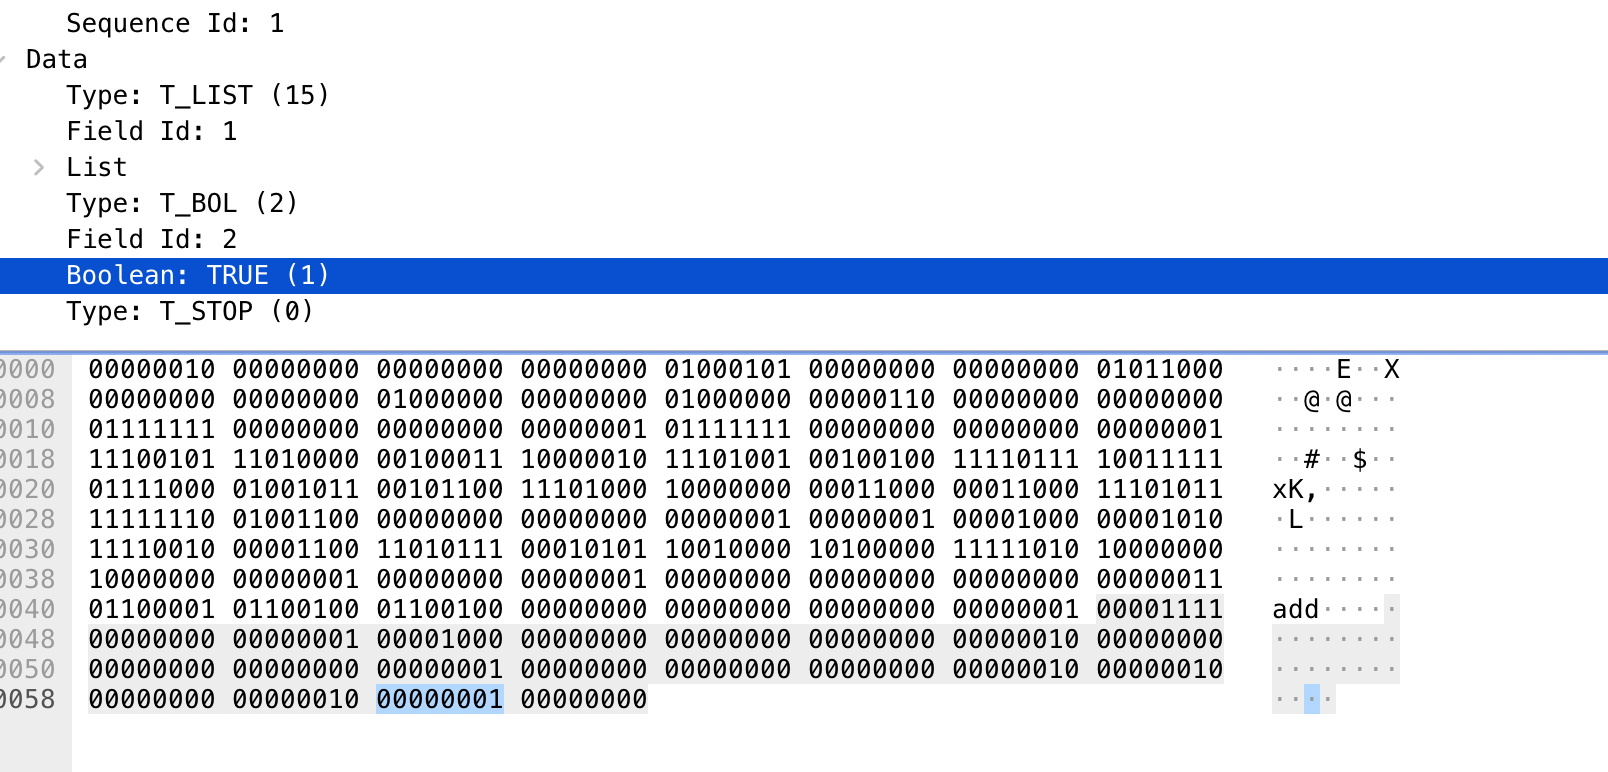 Sequence Id: 1
Data
Type: T_LIST (15)
Field Id: 1
List
Type: T_BOL (2)
Field Id: 2
Boolean: TRUE (1)
Type: T_STOP (0)
0000 00000010 00000000 00000000 00000000 01000101 00000000 00000000 01011000 ····E··X
0008 00000000 00000000 01000000 00000000 01000000 00000110 00000000 00000000 ··@·@···
0010 01111111 00000000 00000000 00000001 01111111 00000000 00000000 00000001 ········
0018 11100101 11010000 00100011 10000010 11101001 00100100 11110111 10011111 ··#··$··
0020 01111000 01001011 00101100 11101000 10000000 00011000 00011000 11101011 xK,·····
0028 11111110 01001100 00000000 00000000 00000001 00000001 00001000 00001010 ·L······
0030 11110010 00001100 11010111 00010101 10010000 10100000 11111010 10000000 ········
0038 10000000 00000001 00000000 00000001 00000000 00000000 00000000 00000011 ········
0040 01100001 01100100 01100100 00000000 00000000 00000000 00000001 00001111 add·····
0048 00000000 00000001 00001000 00000000 00000000 00000000 00000010 00000000 ········
0050 00000000 00000000 00000001 00000000 00000000 00000000 00000010 00000010 ········
0058 00000000 00000010 00000001 00000000 ····